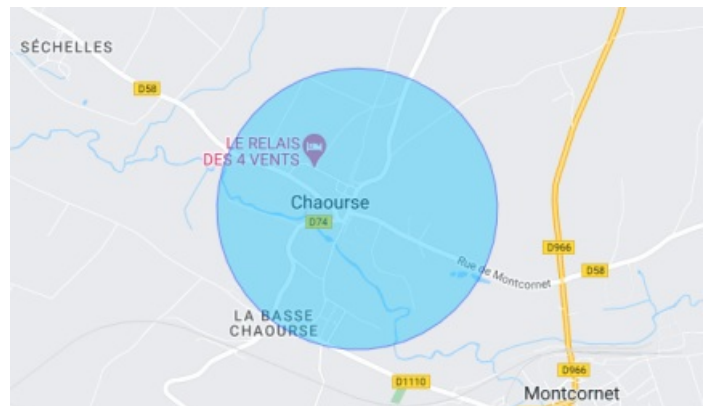 SÉCHELLES
D58
LE RELAIS
DES 4 VENTS
Chaourse
D74
D966
Rue de Montcornet
D58
LA BASSE
CHAOURSE
D966
D1110
Montcornet